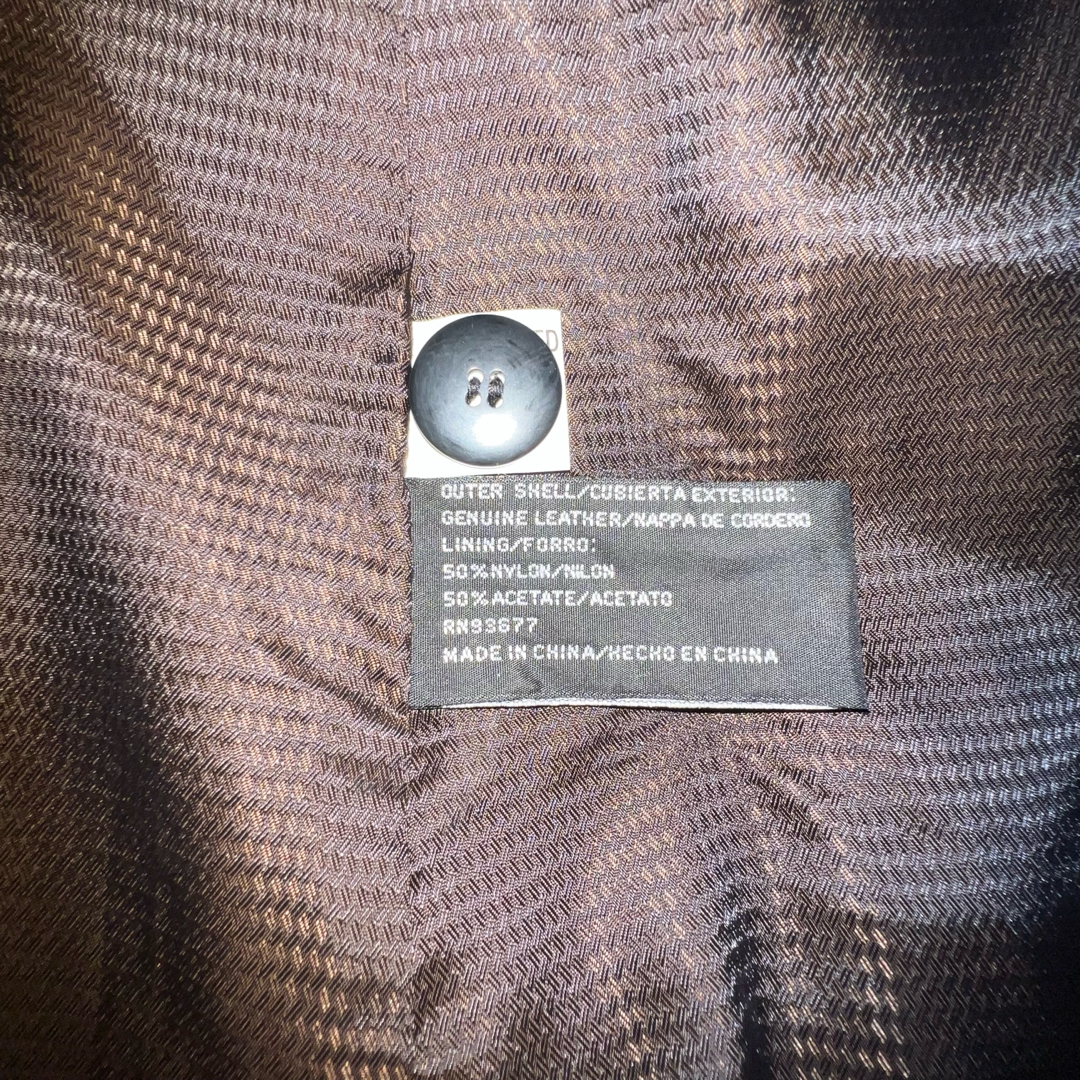 OUTER SHELL/CUBIERTA EXTERIOR:
GENUINE LEATHER/NAPPA DE CORDERO
LINING/FORRO:
50%NYLON/NILON
50%ACETATE/ACETATO
RN93677
MADE IN CHINA/HECHO EN CHINA